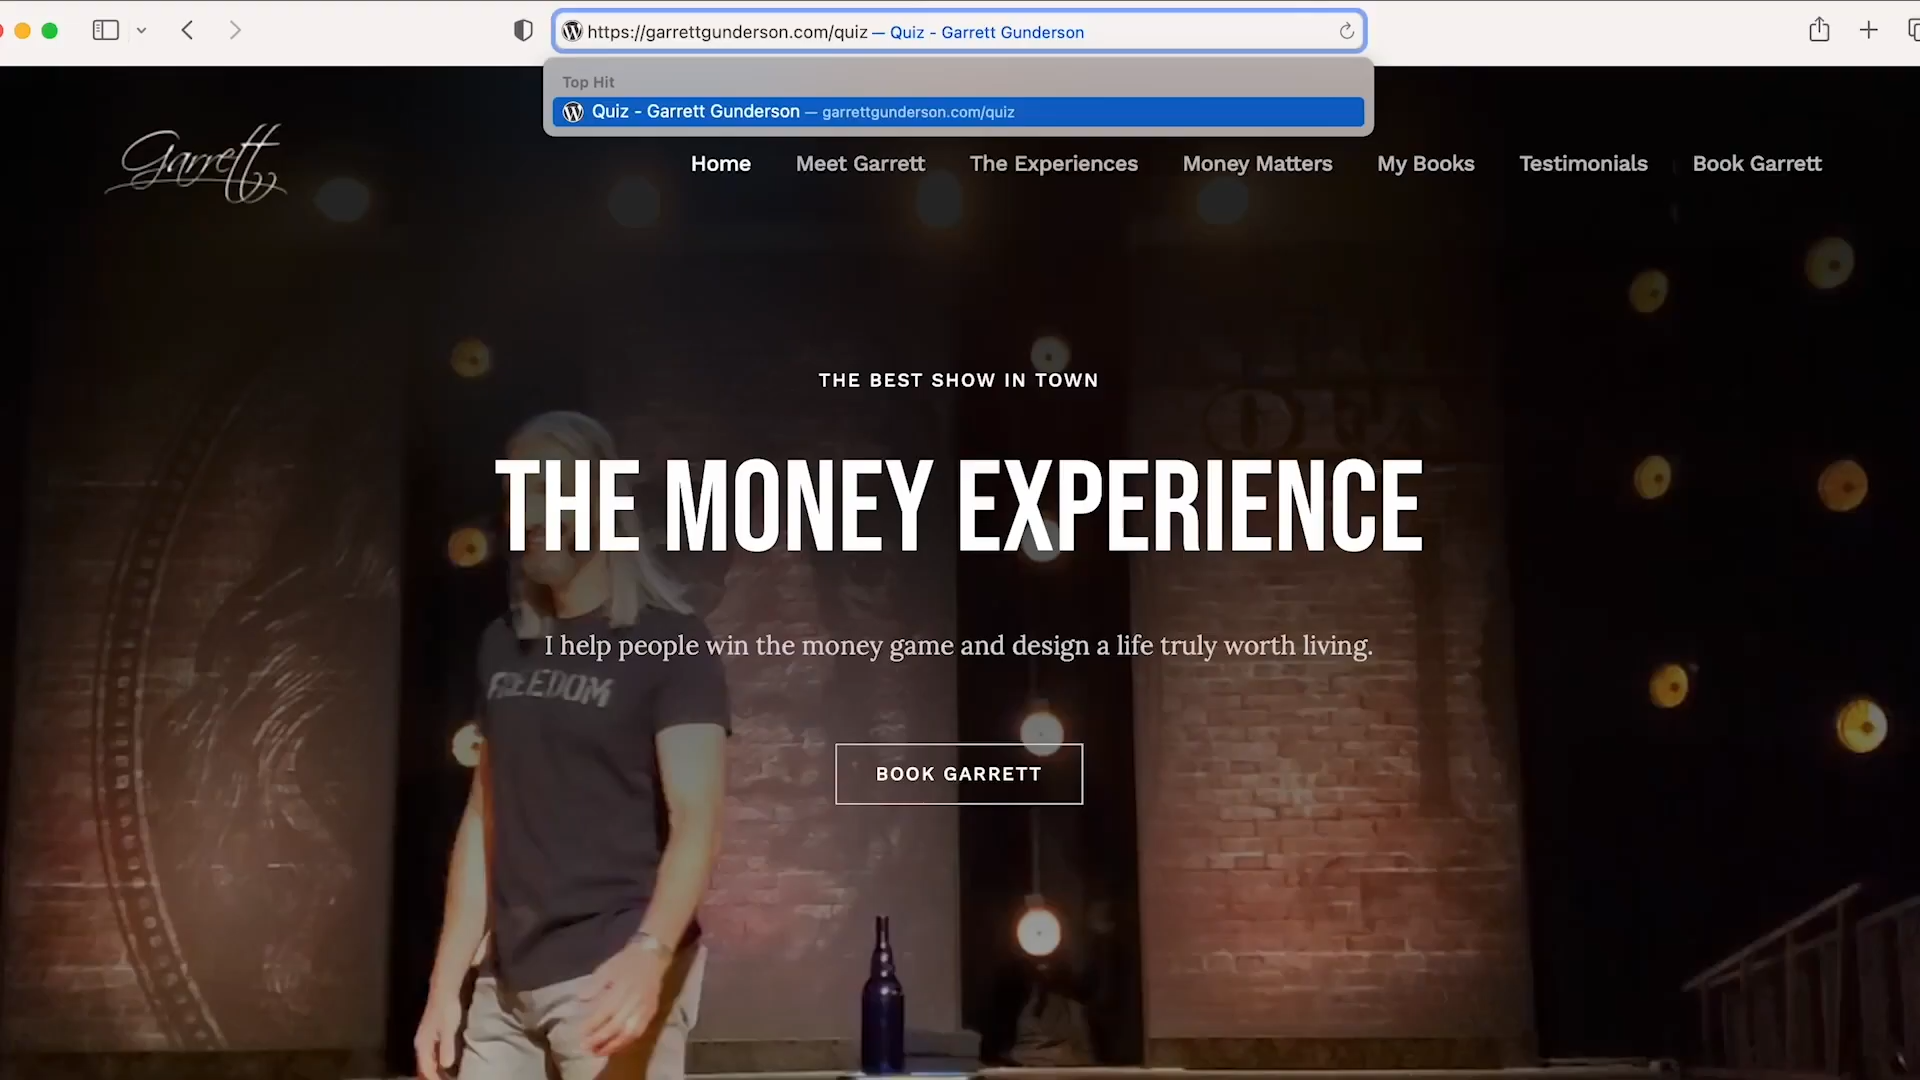 https://garrettgunderson.com/quiz — Quiz - Garrett Gunderson
Top Hit
Quiz - Garrett Gunderson — garrettgunderson.com/quiz
Garrett
Home Meet Garrett The Experiences Money Matters My Books Testimonials Book Garrett
THE BEST SHOW IN TOWN
THE MONEY EXPERIENCE
I help people win the money game and design a life truly worth living.
FREEDOM
BOOK GARRETT